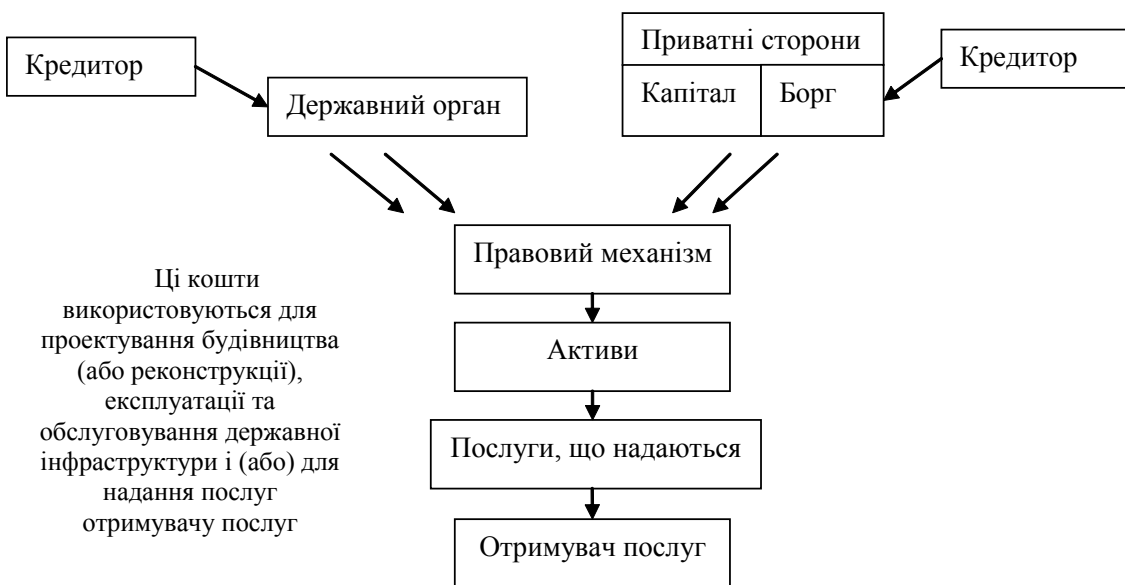 Кредитор
Державний орган
Приватні сторони
Капітал
Борг
Кредитор
Правовий механізм
Активи
Послуги, що надаються
Отримувач послуг
Ці кошти
використовуються для
проектування будівництва
(або реконструкції),
експлуатації та
обслуговування державної
інфраструктури і (або) для
надання послуг
отримувачу послуг